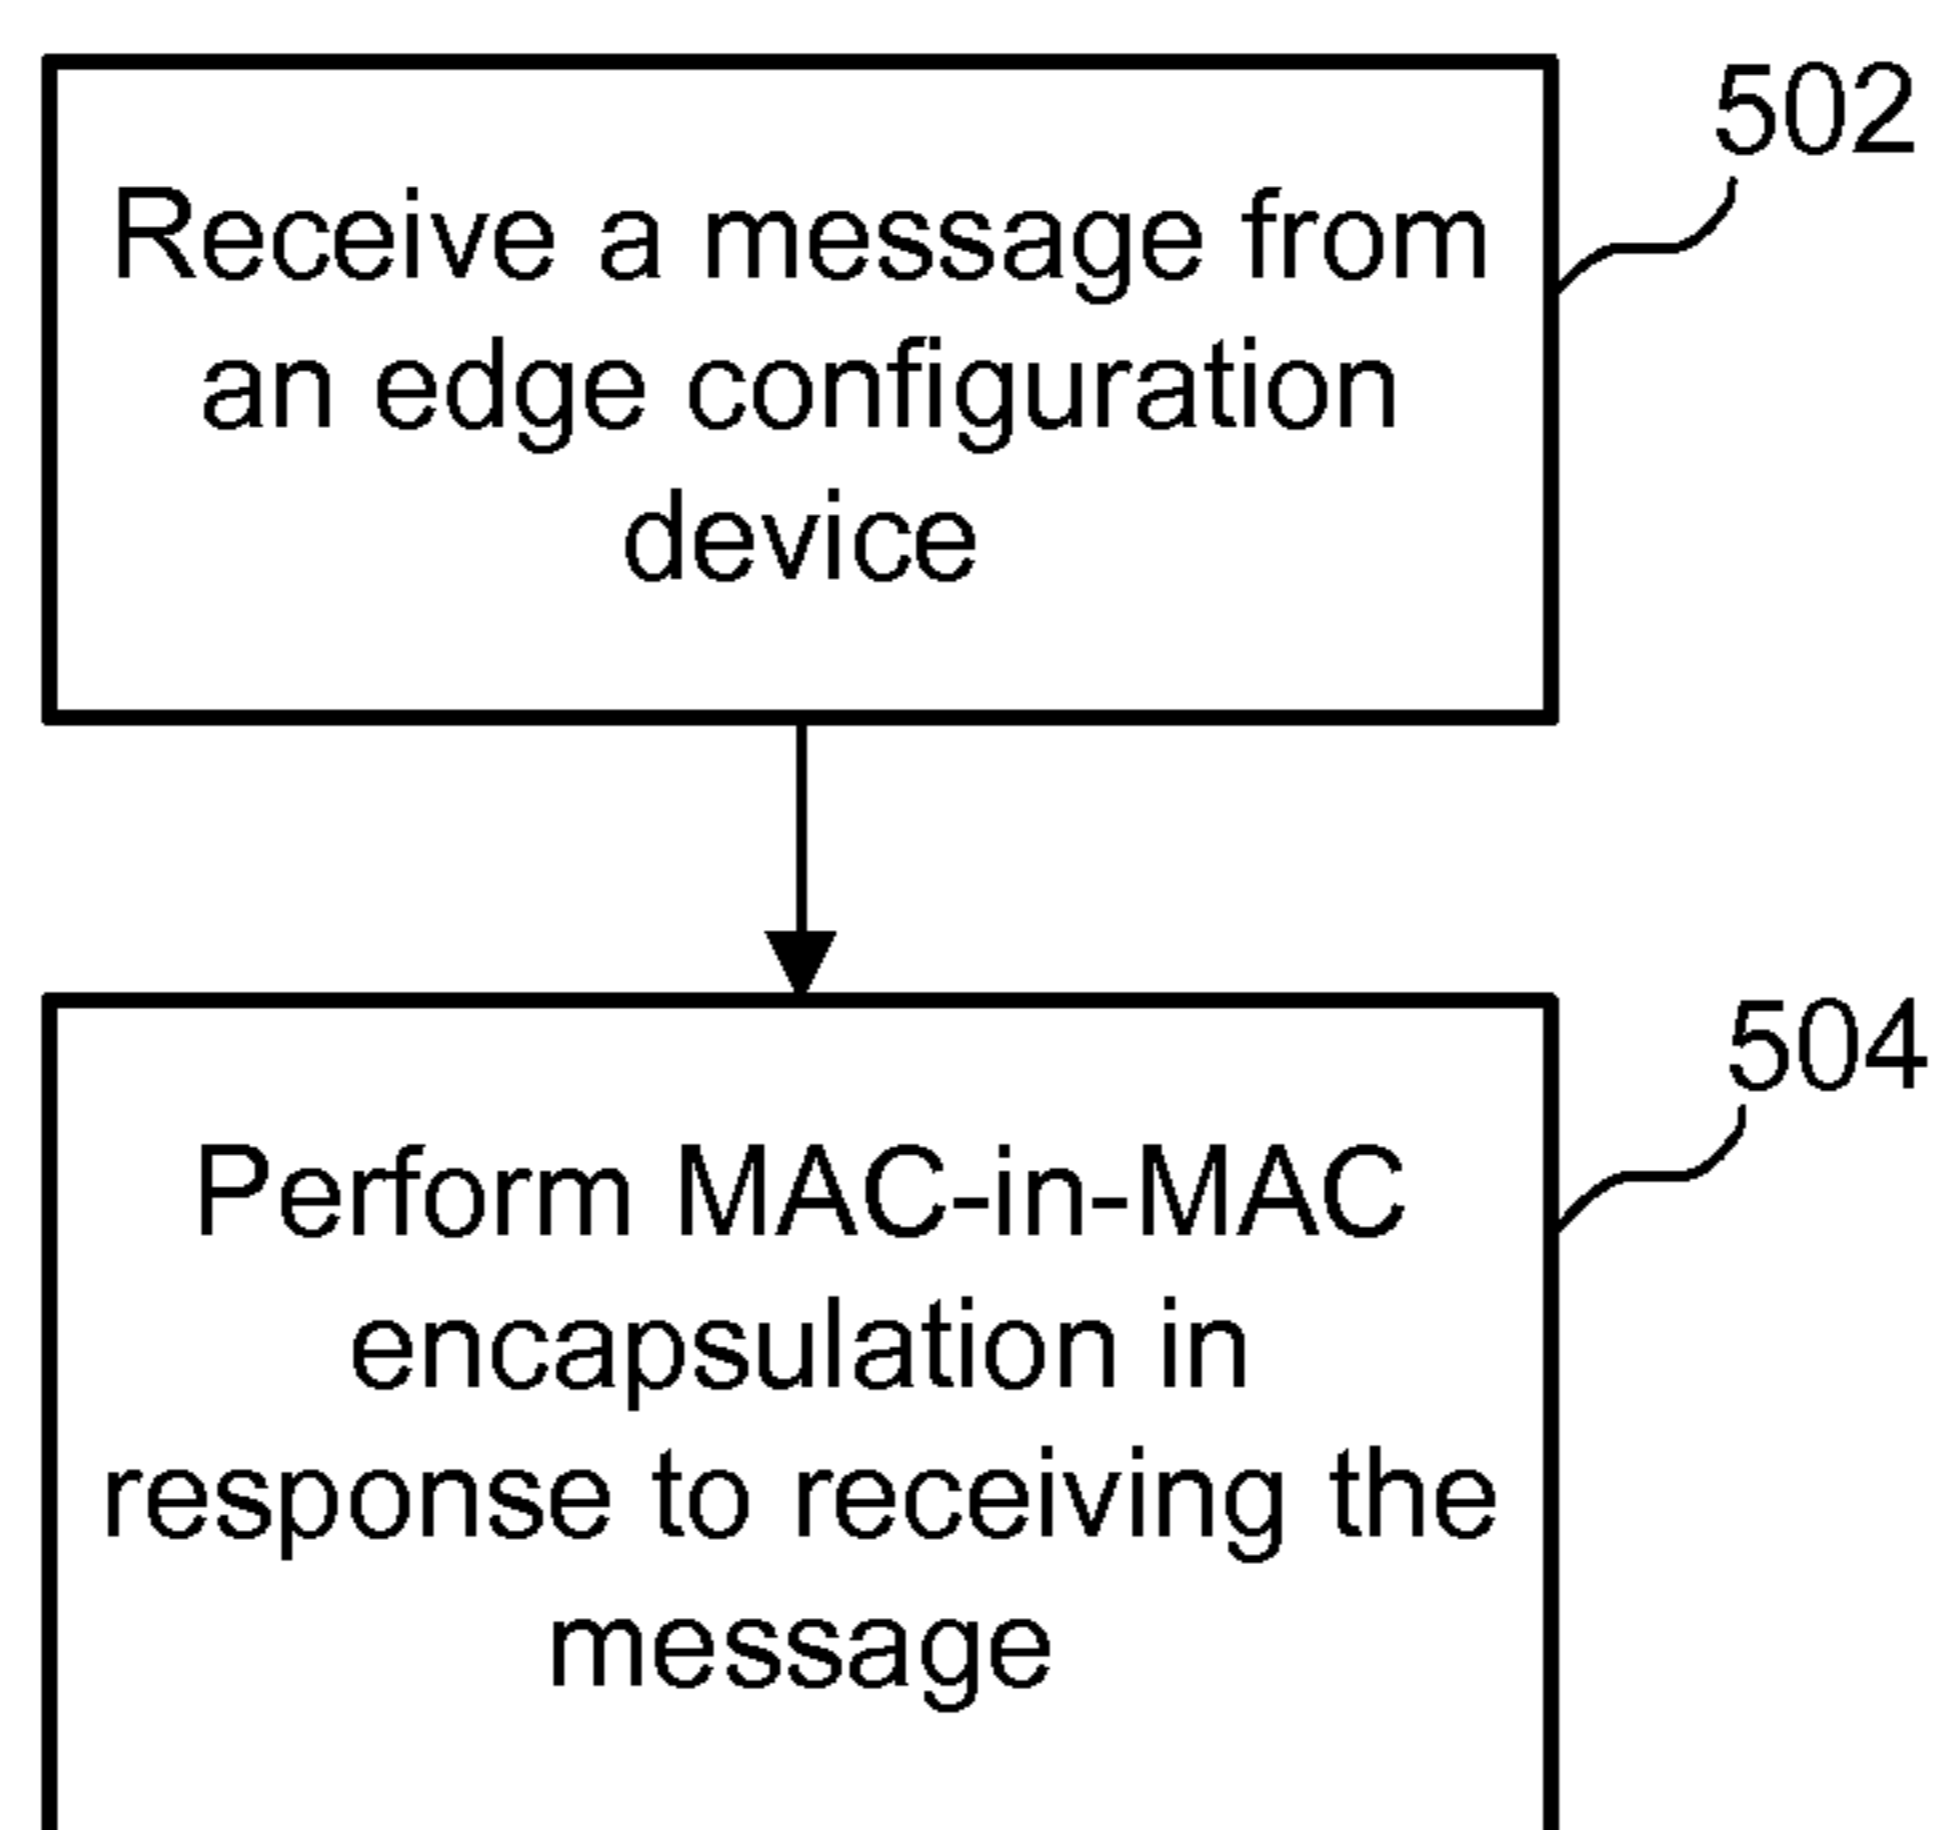 502
Receive a message from
an edge configuration
device
504
Perform MAC-in-MAC
encapsulation in
response to receiving the
message